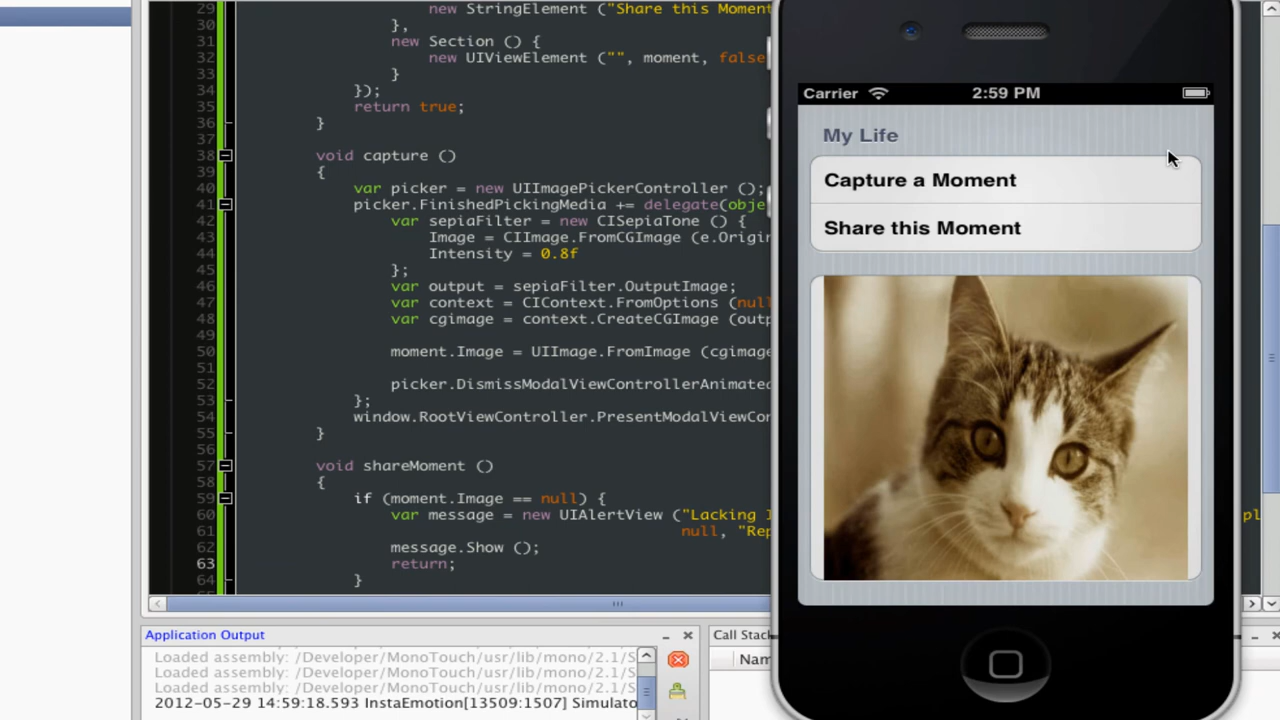 29 new StringElement ("Share this Moment
30 },
31 new Section () {
32 new UIViewElement ("", moment, false
33 }
34 });
35 return true;
36 }
37
38 void capture ()
39 {
40 var picker = new UIImagePickerController ();
41 picker.FinishedPickingMedia += delegate(obje
42 var sepiaFilter = new CISepiaTone () {
43 Image = CIImage.FromCGImage (e.Origin
44 Intensity = 0.8f
45 };
46 var output = sepiaFilter.OutputImage;
47 var context = CIContext.FromOptions (null
48 var cgimage = context.CreateCGImage (outp
49
50 moment.Image = UIImage.FromImage (cgimage
51
52 picker.DismissModalViewControllerAnimated
53 };
54 window.RootViewController.PresentModalViewCon
55 }
56
57 void shareMoment ()
58 {
59 if (moment.Image == null) {
60 var message = new UIAlertView ("Lacking I
61 null, "Rep
62 message.Show ();
63 return;
64 }
Carrier 2:59 PM
My Life
Capture a Moment
Share this Moment
Application Output
Loaded assembly: /Developer/MonoTouch/usr/lib/mono/2.1/S
Loaded assembly: /Developer/MonoTouch/usr/lib/mono/2.1/S
Loaded assembly: /Developer/MonoTouch/usr/lib/mono/2.1/S
2012-05-29 14:59:18.593 InstaEmotion[13509:1507] Simulato
Call Stack
Nam